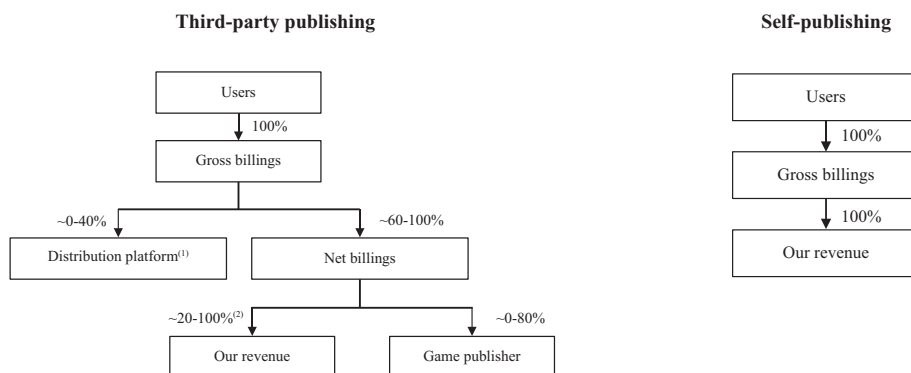 Third-party publishing
Users
100%
Gross billings
~0-40%
~60-100%
Distribution platform(1)
Net billings
~20-100%(2)
~0-80%
Our revenue
Game publisher
Self-publishing
Users
100%
Gross billings
100%
Our revenue